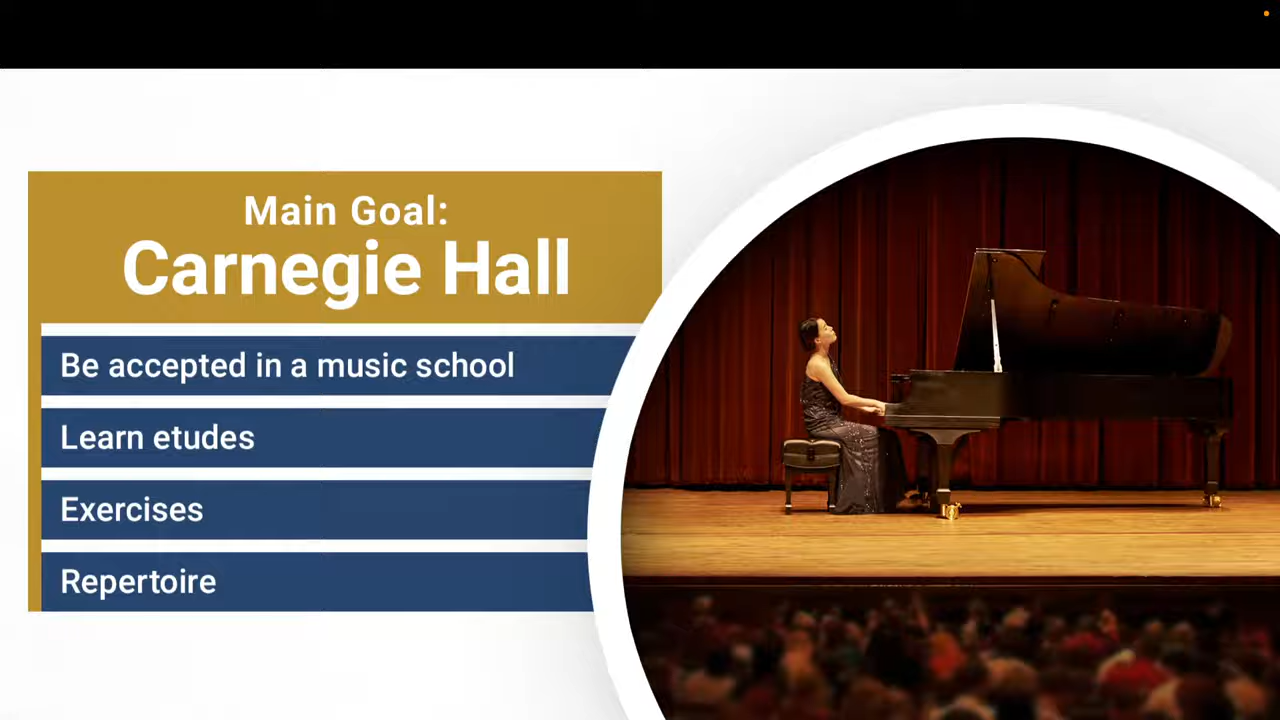 Main Goal:
Carnegie Hall
Be accepted in a music school
Learn etudes
Exercises
Repertoire